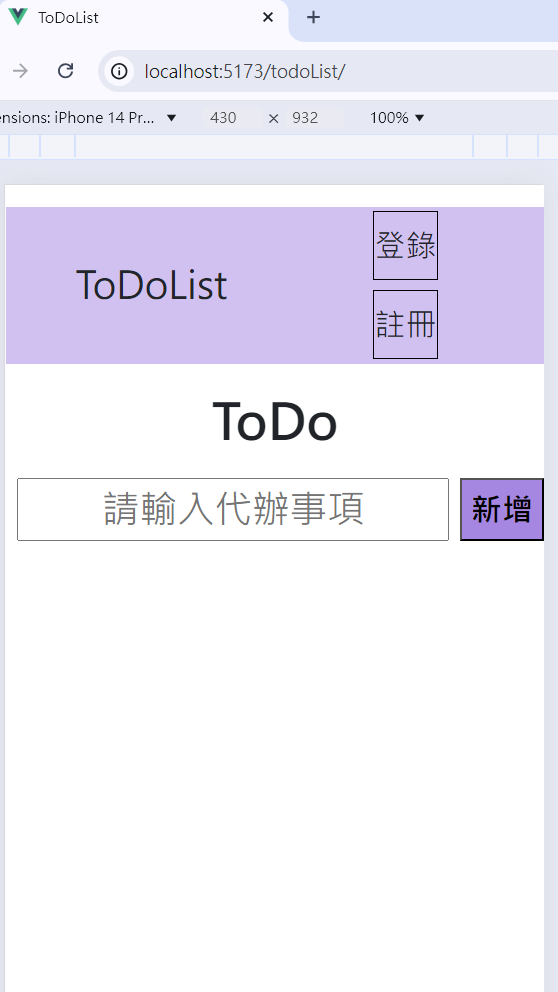 ToDoList
localhost:5173/todoList/
ensions: iPhone 14 Pr... 430 × 932 100%
登錄
ToDoList
註冊
ToDo
請輸入代辦事項 新增